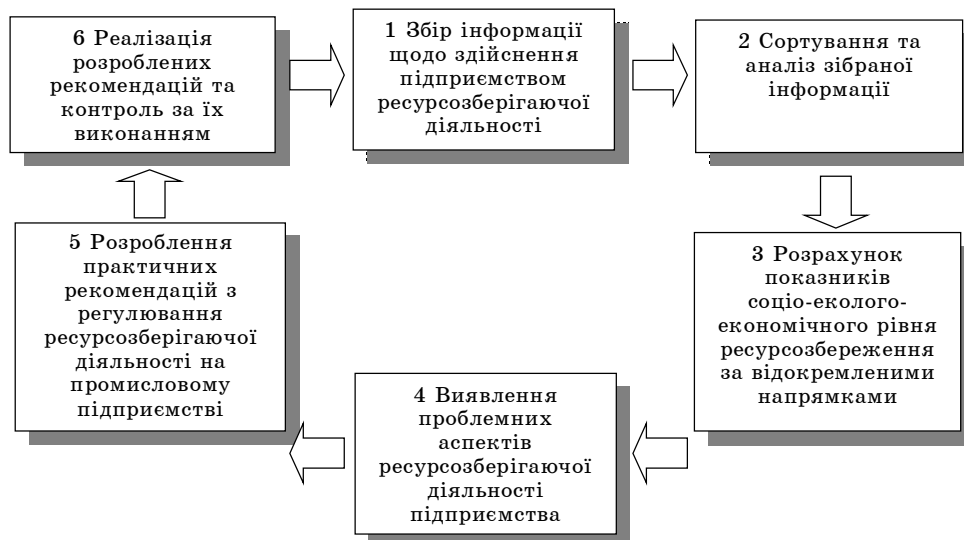 6 Реалізація
розроблених
рекомендацій та
контроль за їх
виконанням
1 Збір інформації
щодо здійснення
підприємством
ресурсозберігаючої
діяльності
2 Сортування та
аналіз зібраної
інформації
3 Розрахунок
показників
соціо-еколого-
економічного рівня
ресурсозбереження
за відокремленими
напрямками
4 Виявлення
проблемних
аспектів
ресурсозберігаючої
діяльності
підприємства
5 Розроблення
практичних
рекомендацій з
регулювання
ресурсозберігаючої
діяльності на
промисловому
підприємстві